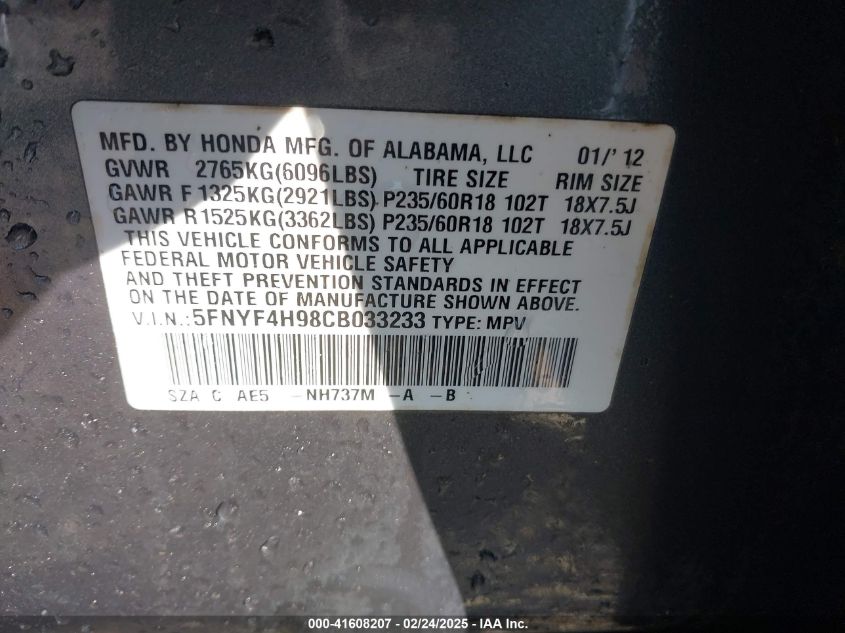 MFD. BY HONDA MFG. OF ALABAMA, LLC 01/'12
GVWR 2765KG(6096LBS) TIRE SIZE RIM SIZE
GAWR F 1325KG(2921LBS) P235/60R18 102T 18X7.5J
GAWR R 1525KG(3362LBS) P235/60R18 102T 18X7.5J
THIS VEHICLE CONFORMS TO ALL APPLICABLE
FEDERAL MOTOR VEHICLE SAFETY
AND THEFT PREVENTION STANDARDS IN EFFECT
ON THE DATE OF MANUFACTURE SHOWN ABOVE.
V.I.N.:5FNYF4H98CB033233 TYPE: MPV
SZA C AE5 -NH737M -A -B
000-41608207 - 02/24/2025 - IAA Inc.